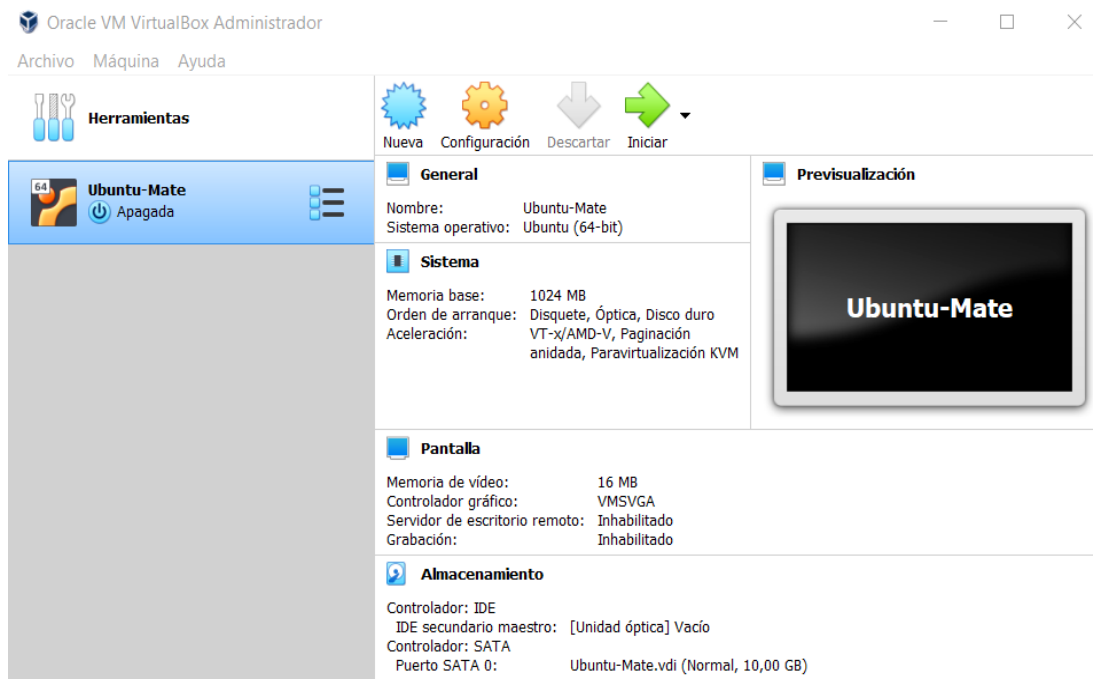 Oracle VM VirtualBox Administrador
Archivo Máquina Ayuda
Herramientas
64
Ubuntu-Mate
Apagada
Nueva Configuración Descartar Iniciar
General
Nombre: Ubuntu-Mate
Sistema operativo: Ubuntu (64-bit)
Sistema
Memoria base: 1024 MB
Orden de arranque: Disquete, Óptica, Disco duro
Aceleración: VT-x/AMD-V, Paginación
anidada, Paravirtualización KVM
Previsualización
Ubuntu-Mate
Pantalla
Memoria de vídeo: 16 MB
Controlador gráfico: VMSVGA
Servidor de escritorio remoto: Inhabilitado
Grabación: Inhabilitado
Almacenamiento
Controlador: IDE
IDE secundario maestro: [Unidad óptica] Vacío
Controlador: SATA
Puerto SATA 0: Ubuntu-Mate.vdi (Normal, 10,00 GB)